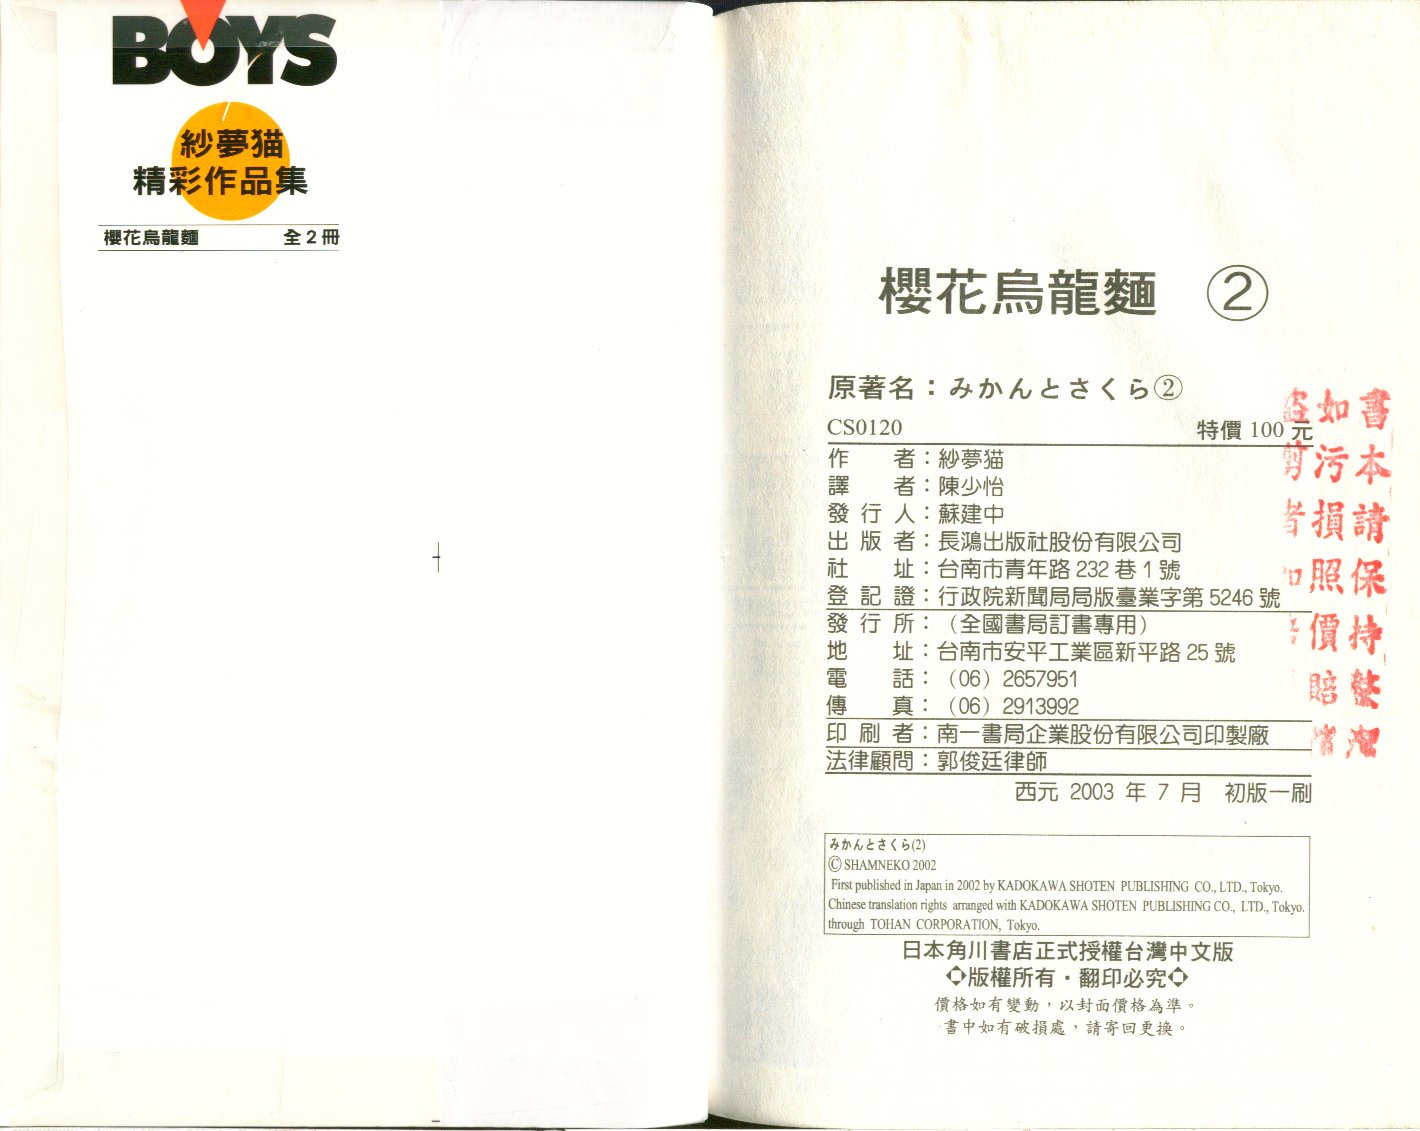 BOYS
紗夢猫
精彩作品集
櫻花烏龍麵 全2冊
櫻花烏龍麵 ②
原著名：みかんとさくら②
CS0120 特價 100 元
作者：紗夢猫
譯者：陳少怡
發行人：蘇建中
出版者：長鴻出版社股份有限公司
社址：台南市青年路 232 巷 1 號
登記證：行政院新聞局局版臺業字第 5246 號
發行所：（全國書局訂書專用）
地址：台南市安平工業區新平路 25 號
電話：（06）2657951
傳真：（06）2913992
印刷者：南一書局企業股份有限公司印製廠
法律顧問：郭俊廷律師
西元 2003 年 7 月 初版一刷
みかんとさくら(2)
© SHAMNEKO 2002
First published in Japan in 2002 by KADOKAWA SHOTEN PUBLISHING CO., LTD., Tokyo.
Chinese translation rights arranged with KADOKAWA SHOTEN PUBLISHING CO., LTD., Tokyo.
through TOHAN CORPORATION, Tokyo.
日本角川書店正式授權台灣中文版
版權所有・翻印必究
價格如有變動，以封面價格為準。
書中如有破損處，請寄回更換。
書本請保持整潔
如污損照價賠償